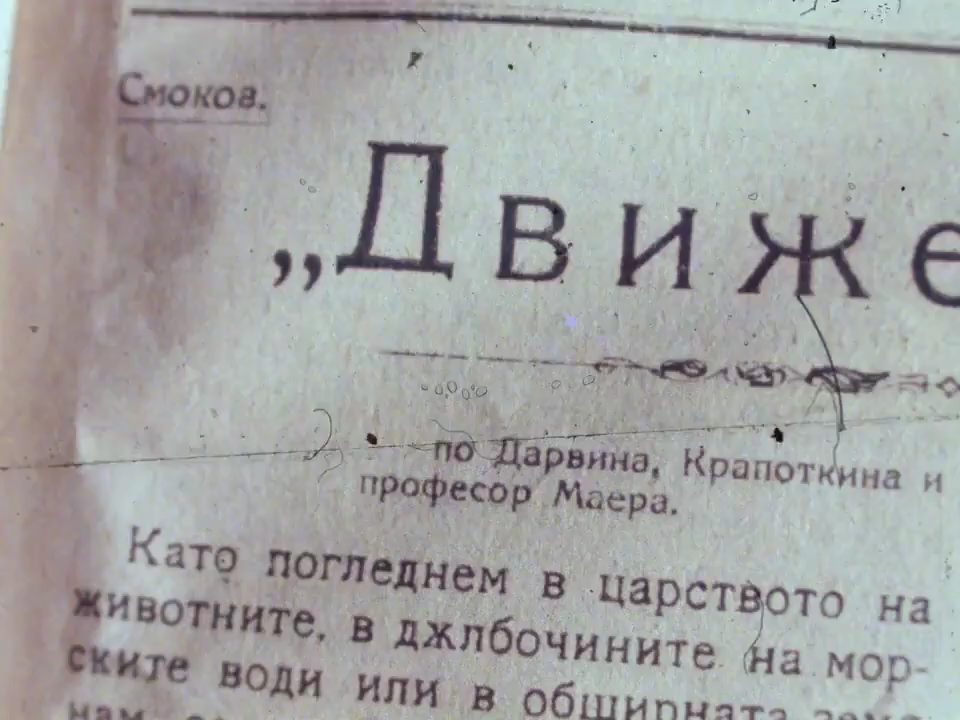 Смоков.
„Движе
по Дарвина, Крапоткина и
професор Маера.
Като погледнем в царството на
животните, в джлбочините на мор-
ските води или в обширната